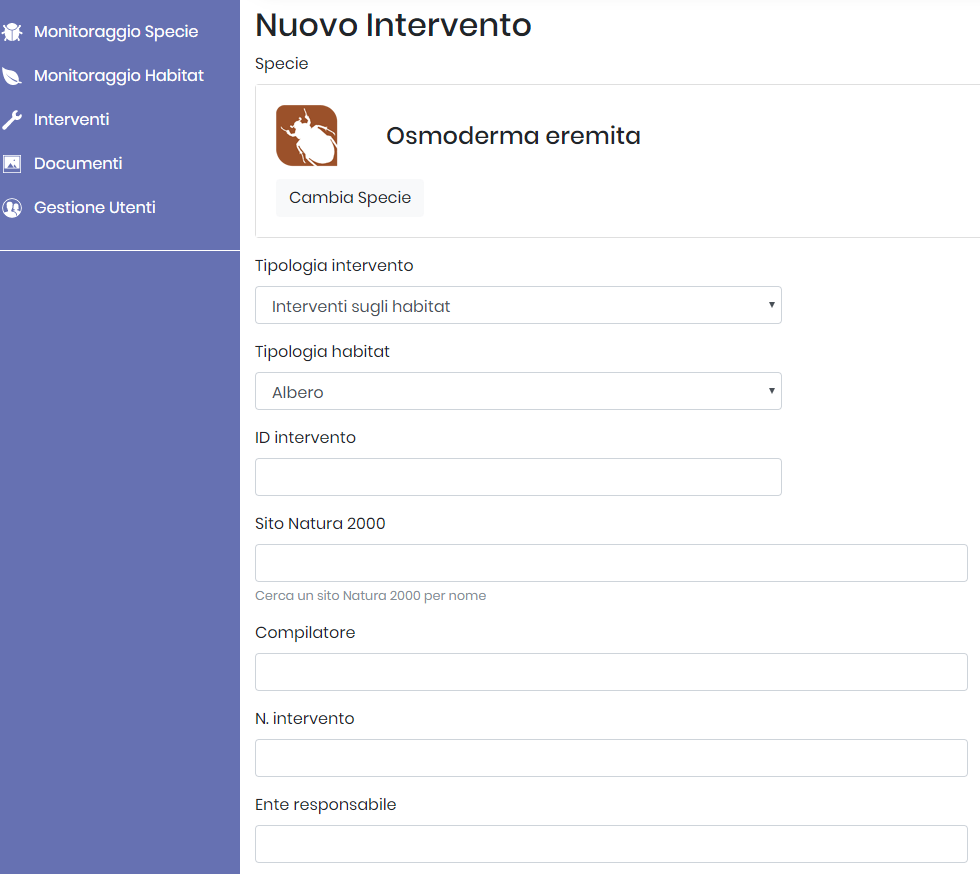 Monitoraggio Specie
Monitoraggio Habitat
Interventi
Documenti
Gestione Utenti
Nuovo Intervento
Specie
Osmoderma eremita
Cambia Specie
Tipologia intervento
Interventi sugli habitat
Tipologia habitat
Albero
ID intervento
Sito Natura 2000
Cerca un sito Natura 2000 per nome
Compilatore
N. intervento
Ente responsabile